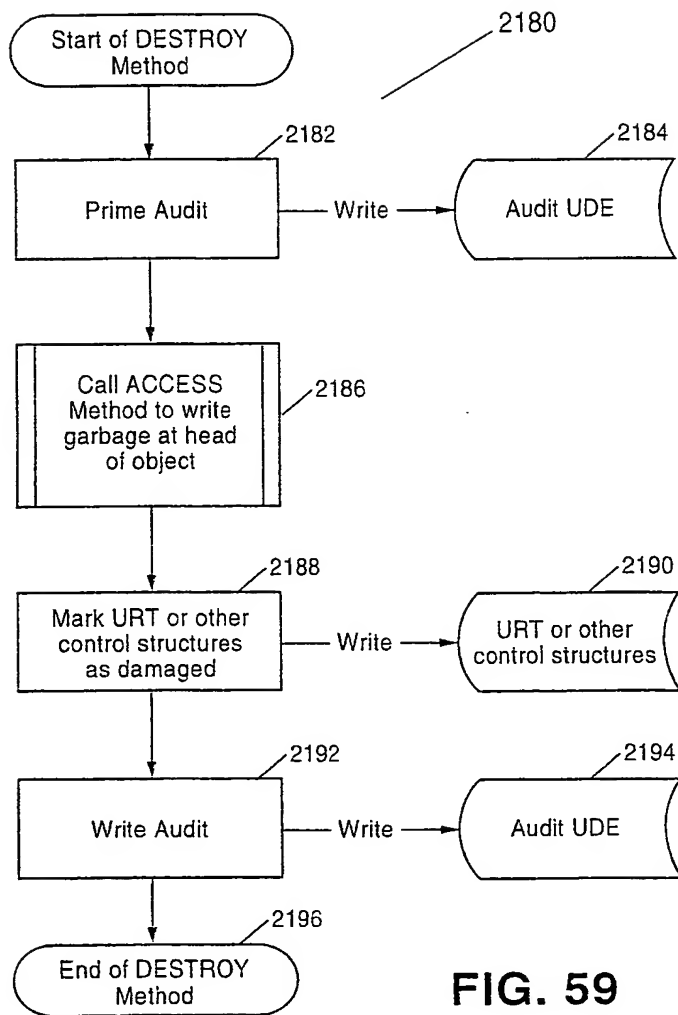 Start of DESTROY
Method
2180
2182
Prime Audit
Write
2184
Audit UDE
Call ACCESS
Method to write
garbage at head
of object
2186
2188
Mark URT or other
control structures
as damaged
Write
2190
URT or other
control structures
2192
Write Audit
Write
2194
Audit UDE
2196
End of DESTROY
Method
FIG. 59